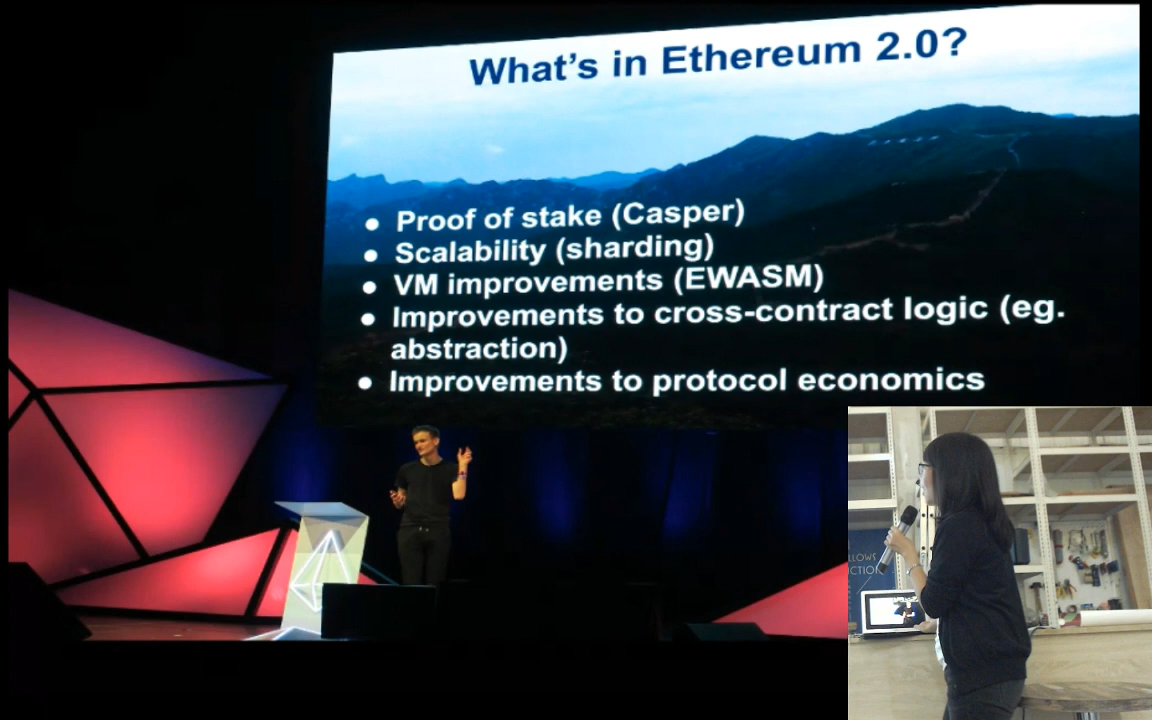 What's in Ethereum 2.0?
● Proof of stake (Casper)
● Scalability (sharding)
● VM improvements (EWASM)
● Improvements to cross-contract logic (eg.
abstraction)
● Improvements to protocol economics